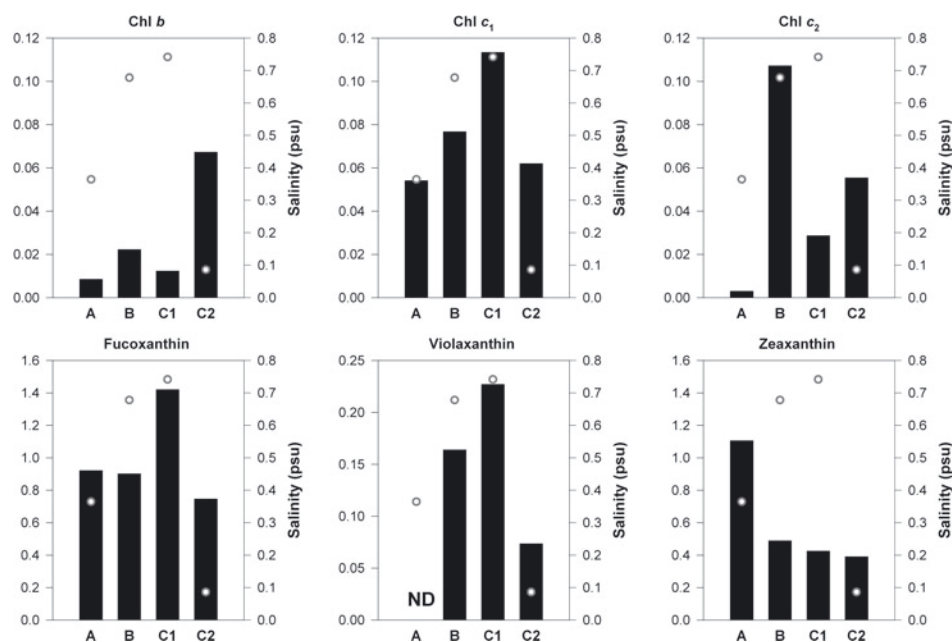 Chl b Chl c1 Chl c2
0.12 0.8 0.12 0.8 0.12 0.8
0.10 0.7 0.10 0.7 0.10 0.7
0.08 0.6 0.08 0.6 0.08 0.6
0.06 0.5 0.06 0.5 0.06 0.5
0.04 0.4 0.04 0.4 0.04 0.4
0.02 0.3 0.02 0.3 0.02 0.3
0.00 0.2 0.00 0.2 0.00 0.2
0.1 0.1 0.1
0.0 0.0 0.0
Salinity (psu) Salinity (psu) Salinity (psu)
A B C1 C2 A B C1 C2 A B C1 C2
Fucoxanthin Violaxanthin Zeaxanthin
1.6 0.8 0.25 0.8 1.6 0.8
1.4 0.7 0.20 0.7 1.4 0.7
1.2 0.6 0.15 0.6 1.2 0.6
1.0 0.5 0.10 0.5 1.0 0.5
0.8 0.4 0.05 0.4 0.8 0.4
0.6 0.3 0.00 0.3 0.6 0.3
0.4 0.2 0.2 0.4 0.2
0.2 0.1 0.1 0.2 0.1
0.0 0.0 0.0 0.0 0.0
ND
Salinity (psu) Salinity (psu) Salinity (psu)
A B C1 C2 A B C1 C2 A B C1 C2